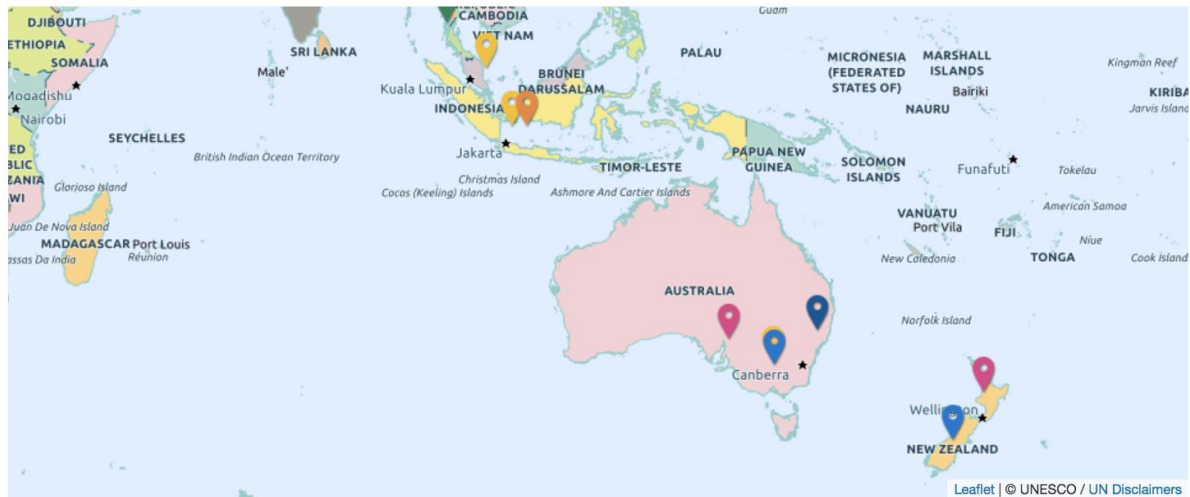 DJIBOUTI
ETHIOPIA
SOMALIA
Mogadishu
Nairobi
SEYCHELLES
SRI LANKA
Male'
British Indian Ocean Territory
Glorioso Island
Juan De Nova Island
MADAGASCAR
Port Louis
Réunion
CAMBODIA
VIET NAM
Kuala Lumpur
BRUNEI
DARUSSALAM
INDONESIA
Jakarta
Christmas Island
Cocos (Keeling) Islands
TIMOR-LESTE
Ashmore And Cartier Islands
Guam
PALAU
MICRONESIA
(FEDERATED
STATES OF)
MARSHALL
ISLANDS
Bairiki
NAURU
Kingman Reef
Jarvis Island
PAPUA NEW
GUINEA
SOLOMON
ISLANDS
Funafuti
Tokelau
American Samoa
VANUATU
Port Vila
FIJI
Niue
TONGA
New Caledonia
Cook Island
AUSTRALIA
Norfolk Island
Canberra
Wellington
NEW ZEALAND
Leaflet | © UNESCO / UN Disclaimers